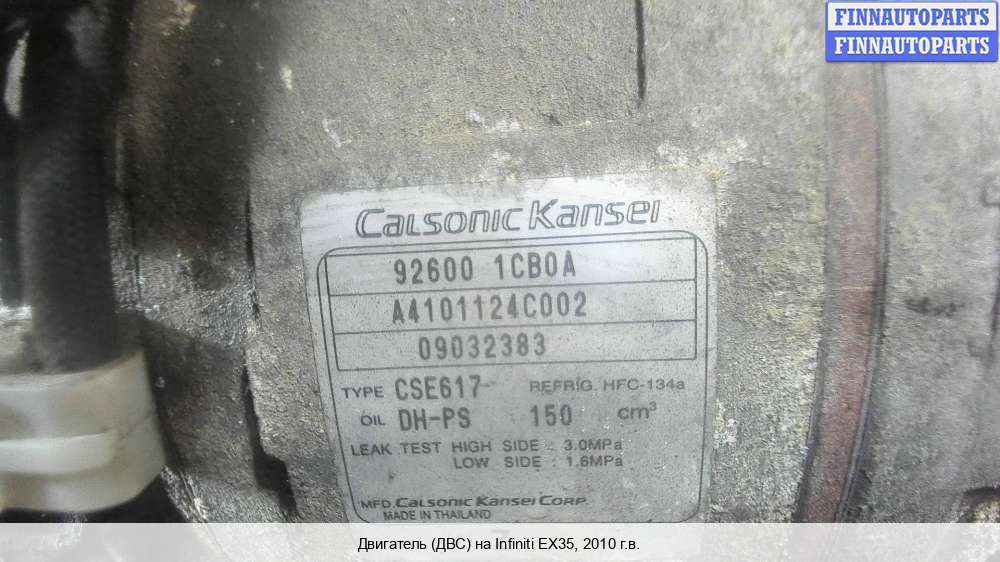 FINNAUTOPARTS
FINNAUTOPARTS
CALSONIC KANSEI
92600 1CB0A
A4101124C002
09032383
TYPE CSE617 REFRIG. HFC-134a
OIL DH-PS 150 cm³
LEAK TEST HIGH SIDE : 3.0MPa
LOW SIDE : 1.6MPa
MFD. CALSONIC KANSEI CORP.
MADE IN THAILAND
Двигатель (ДВС) на Infiniti EX35, 2010 г.в.